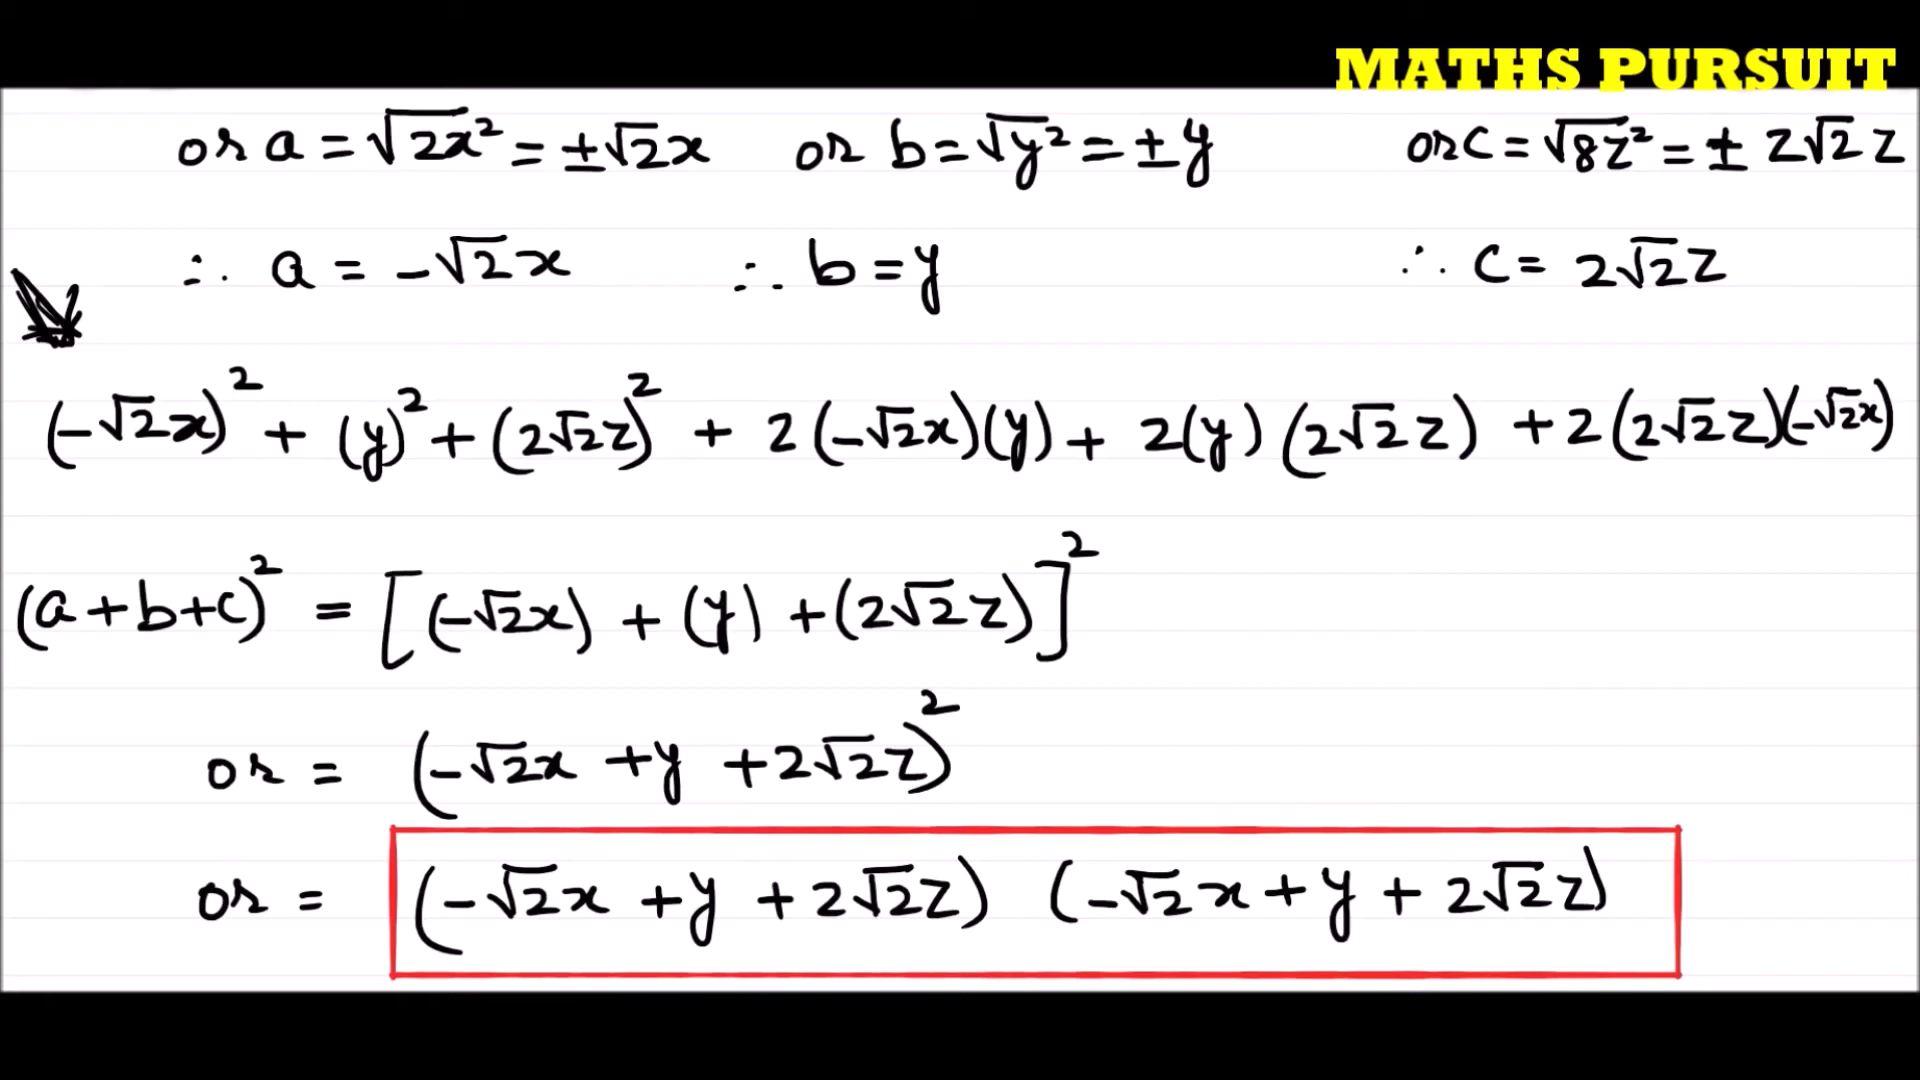 MATHS PURSUIT
or a = √2x² = ±√2x or b = √y² = ±y or c = √8z² = ± 2√2 z
∴ a = -√2x ∴ b = y ∴ c = 2√2z
(-√2x)² + (y)² + (2√2z)² + 2(-√2x)(y) + 2(y)(2√2z) + 2(2√2z)(-√2x)
(a+b+c)² = [(-√2x) + (y) + (2√2z)]²
or = (-√2x + y + 2√2z)²
or = (-√2x + y + 2√2z) (-√2x + y + 2√2z)